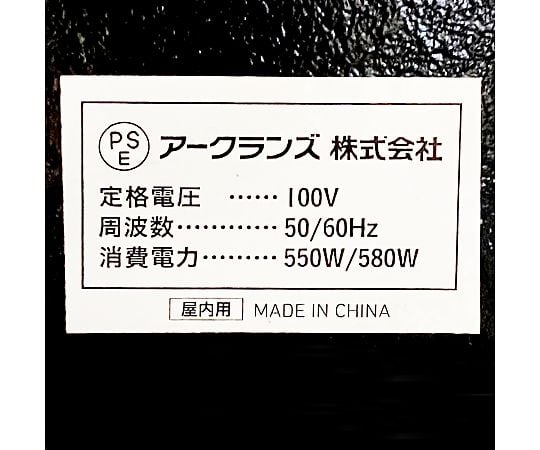 PSE アークランズ 株式会社
定格電圧 …… 100V
周波数………… 50/60Hz
消費電力……… 550W/580W
屋内用 MADE IN CHINA